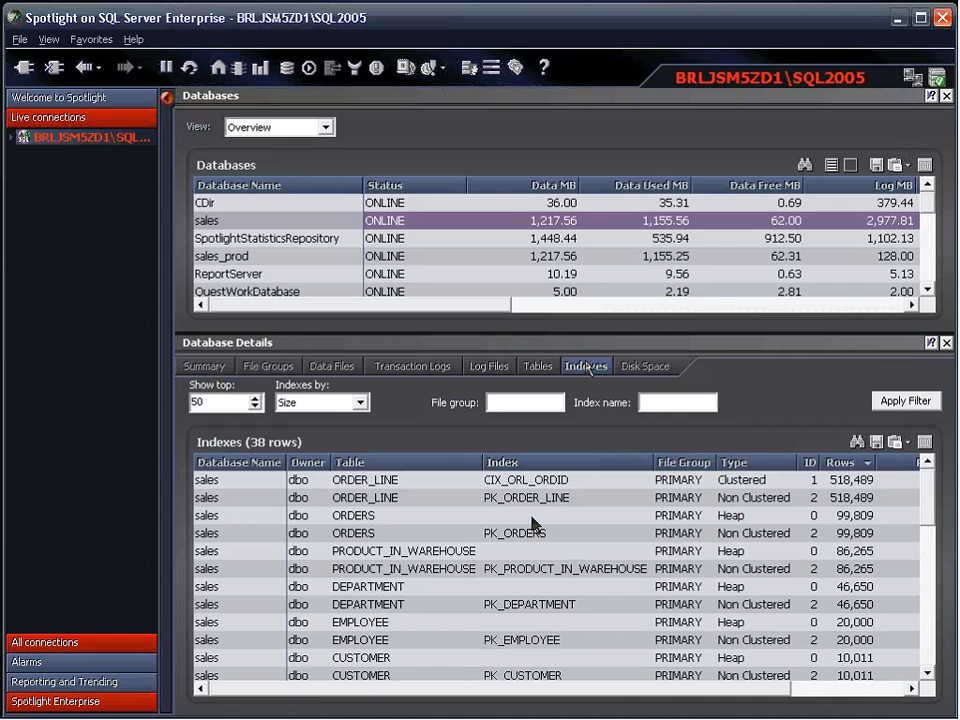 Spotlight on SQL Server Enterprise - BRLJSM5ZD1\SQL2005
File View Favorites Help
BRLJSM5ZD1\SQL2005
Welcome to Spotlight
Live connections
BRLJSM5ZD1\SQL...
Databases
View: Overview
Databases
Database Name Status Data MB Data Used MB Data Free MB Log MB
CDir ONLINE 36.00 35.31 0.69 379.44
sales ONLINE 1,217.56 1,155.56 62.00 2,977.81
SpotlightStatisticsRepository ONLINE 1,448.44 535.94 912.50 1,102.13
sales_prod ONLINE 1,217.56 1,155.25 62.31 128.00
ReportServer ONLINE 10.19 9.56 0.63 5.13
QuestWorkDatabase ONLINE 5.00 2.19 2.81 2.00
Database Details
Summary File Groups Data Files Transaction Logs Log Files Tables Indexes Disk Space
Show top: Indexes by:
50 Size File group: Index name: Apply Filter
Indexes (38 rows)
Database Name Owner Table Index File Group Type ID Rows
sales dbo ORDER_LINE CIX_ORL_ORDID PRIMARY Clustered 1 518,489
sales dbo ORDER_LINE PK_ORDER_LINE PRIMARY Non Clustered 2 518,489
sales dbo ORDERS PRIMARY Heap 0 99,809
sales dbo ORDERS PK_ORDERS PRIMARY Non Clustered 2 99,809
sales dbo PRODUCT_IN_WAREHOUSE PRIMARY Heap 0 86,265
sales dbo PRODUCT_IN_WAREHOUSE PK_PRODUCT_IN_WAREHOUSE PRIMARY Non Clustered 2 86,265
sales dbo DEPARTMENT PRIMARY Heap 0 46,650
sales dbo DEPARTMENT PK_DEPARTMENT PRIMARY Non Clustered 2 46,650
sales dbo EMPLOYEE PRIMARY Heap 0 20,000
sales dbo EMPLOYEE PK_EMPLOYEE PRIMARY Non Clustered 2 20,000
sales dbo CUSTOMER PRIMARY Heap 0 10,011
sales dbo CUSTOMER PK_CUSTOMER PRIMARY Non Clustered 2 10,011
All connections
Alarms
Reporting and Trending
Spotlight Enterprise